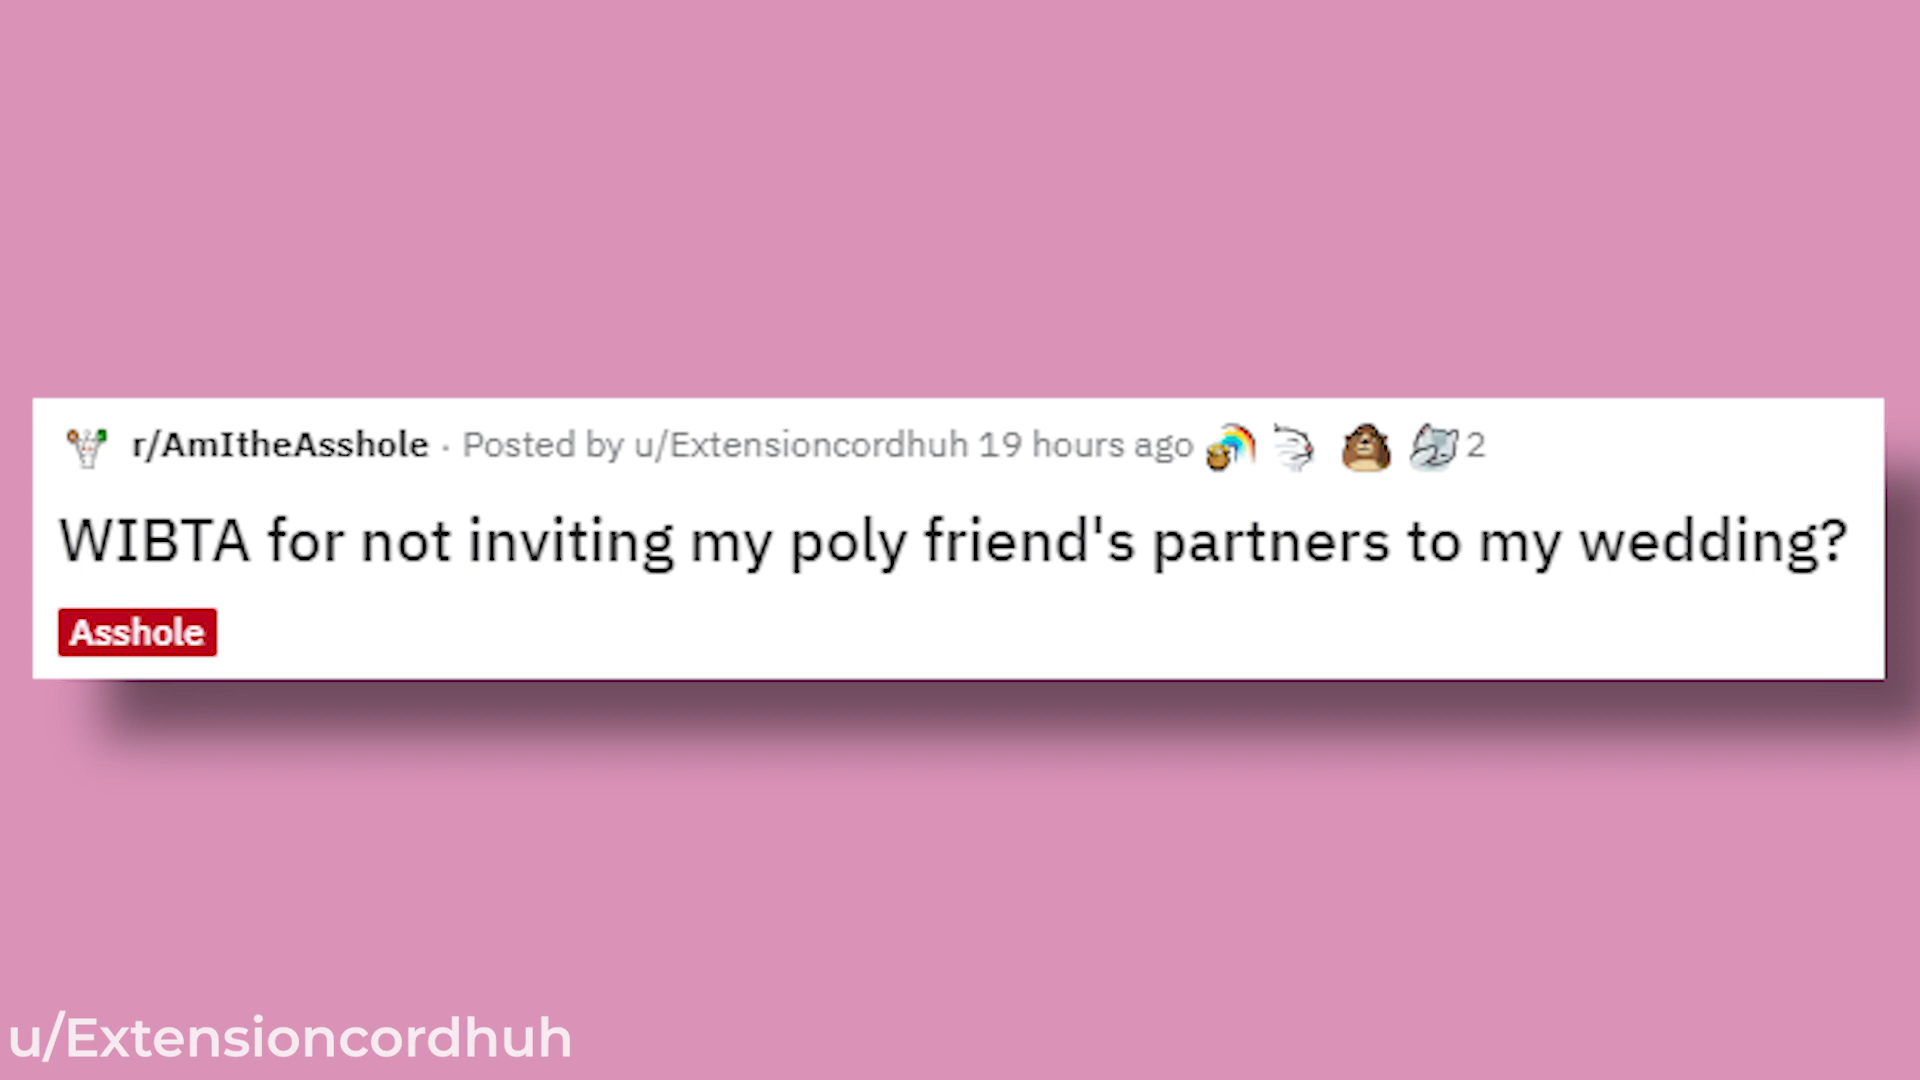 r/AmItheAsshole · Posted by u/Extensioncordhuh 19 hours ago 2
WIBTA for not inviting my poly friend's partners to my wedding?
Asshole
u/Extensioncordhuh